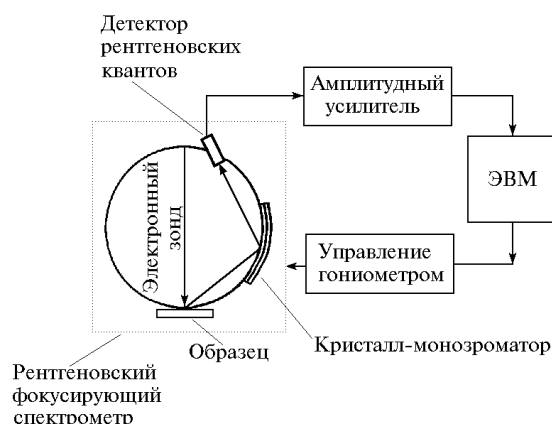 Детектор
рентгеновских
квантов
Амплитудный
усилитель
ЭВМ
Электронный
зонд
Управление
гониометром
Образец
Кристалл-монозроматор
Рентгеновский
фокусирующий
спектрометр